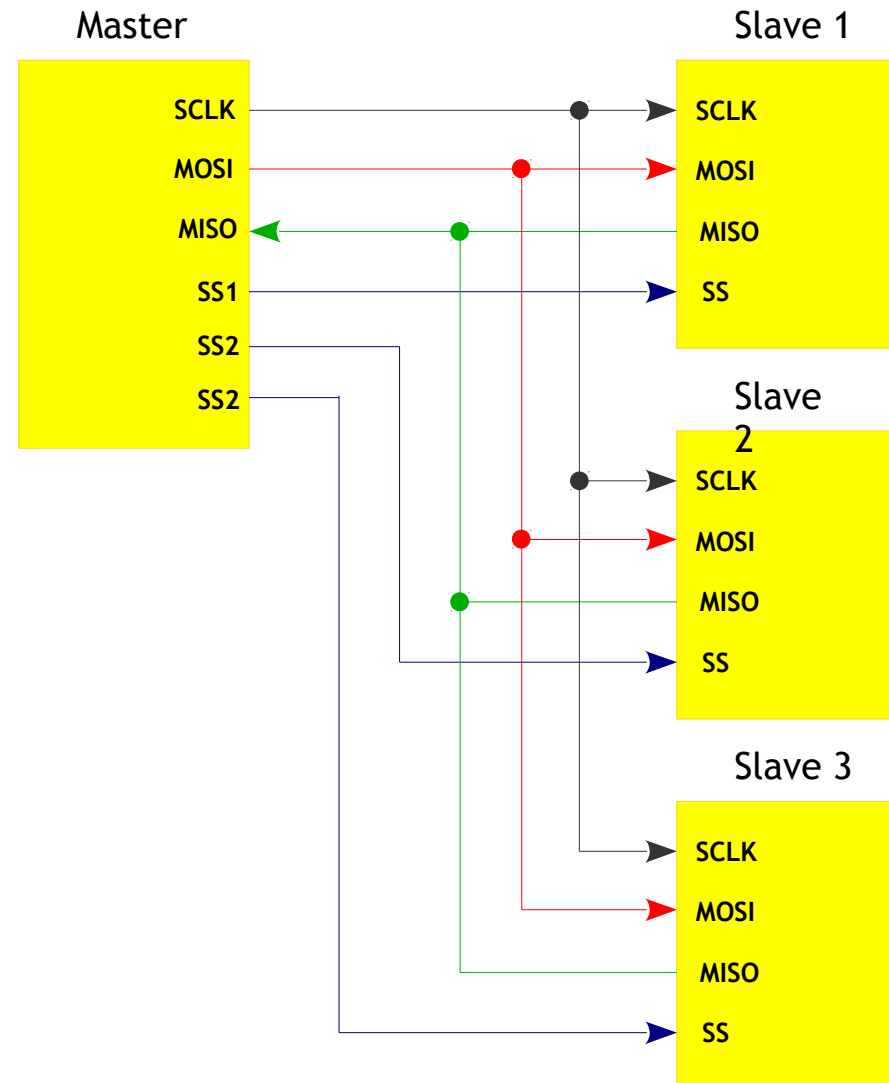 Master
SCLK
MOSI
MISO
SS1
SS2
SS2
Slave 1
SCLK
MOSI
MISO
SS
Slave
2
SCLK
MOSI
MISO
SS
Slave 3
SCLK
MOSI
MISO
SS